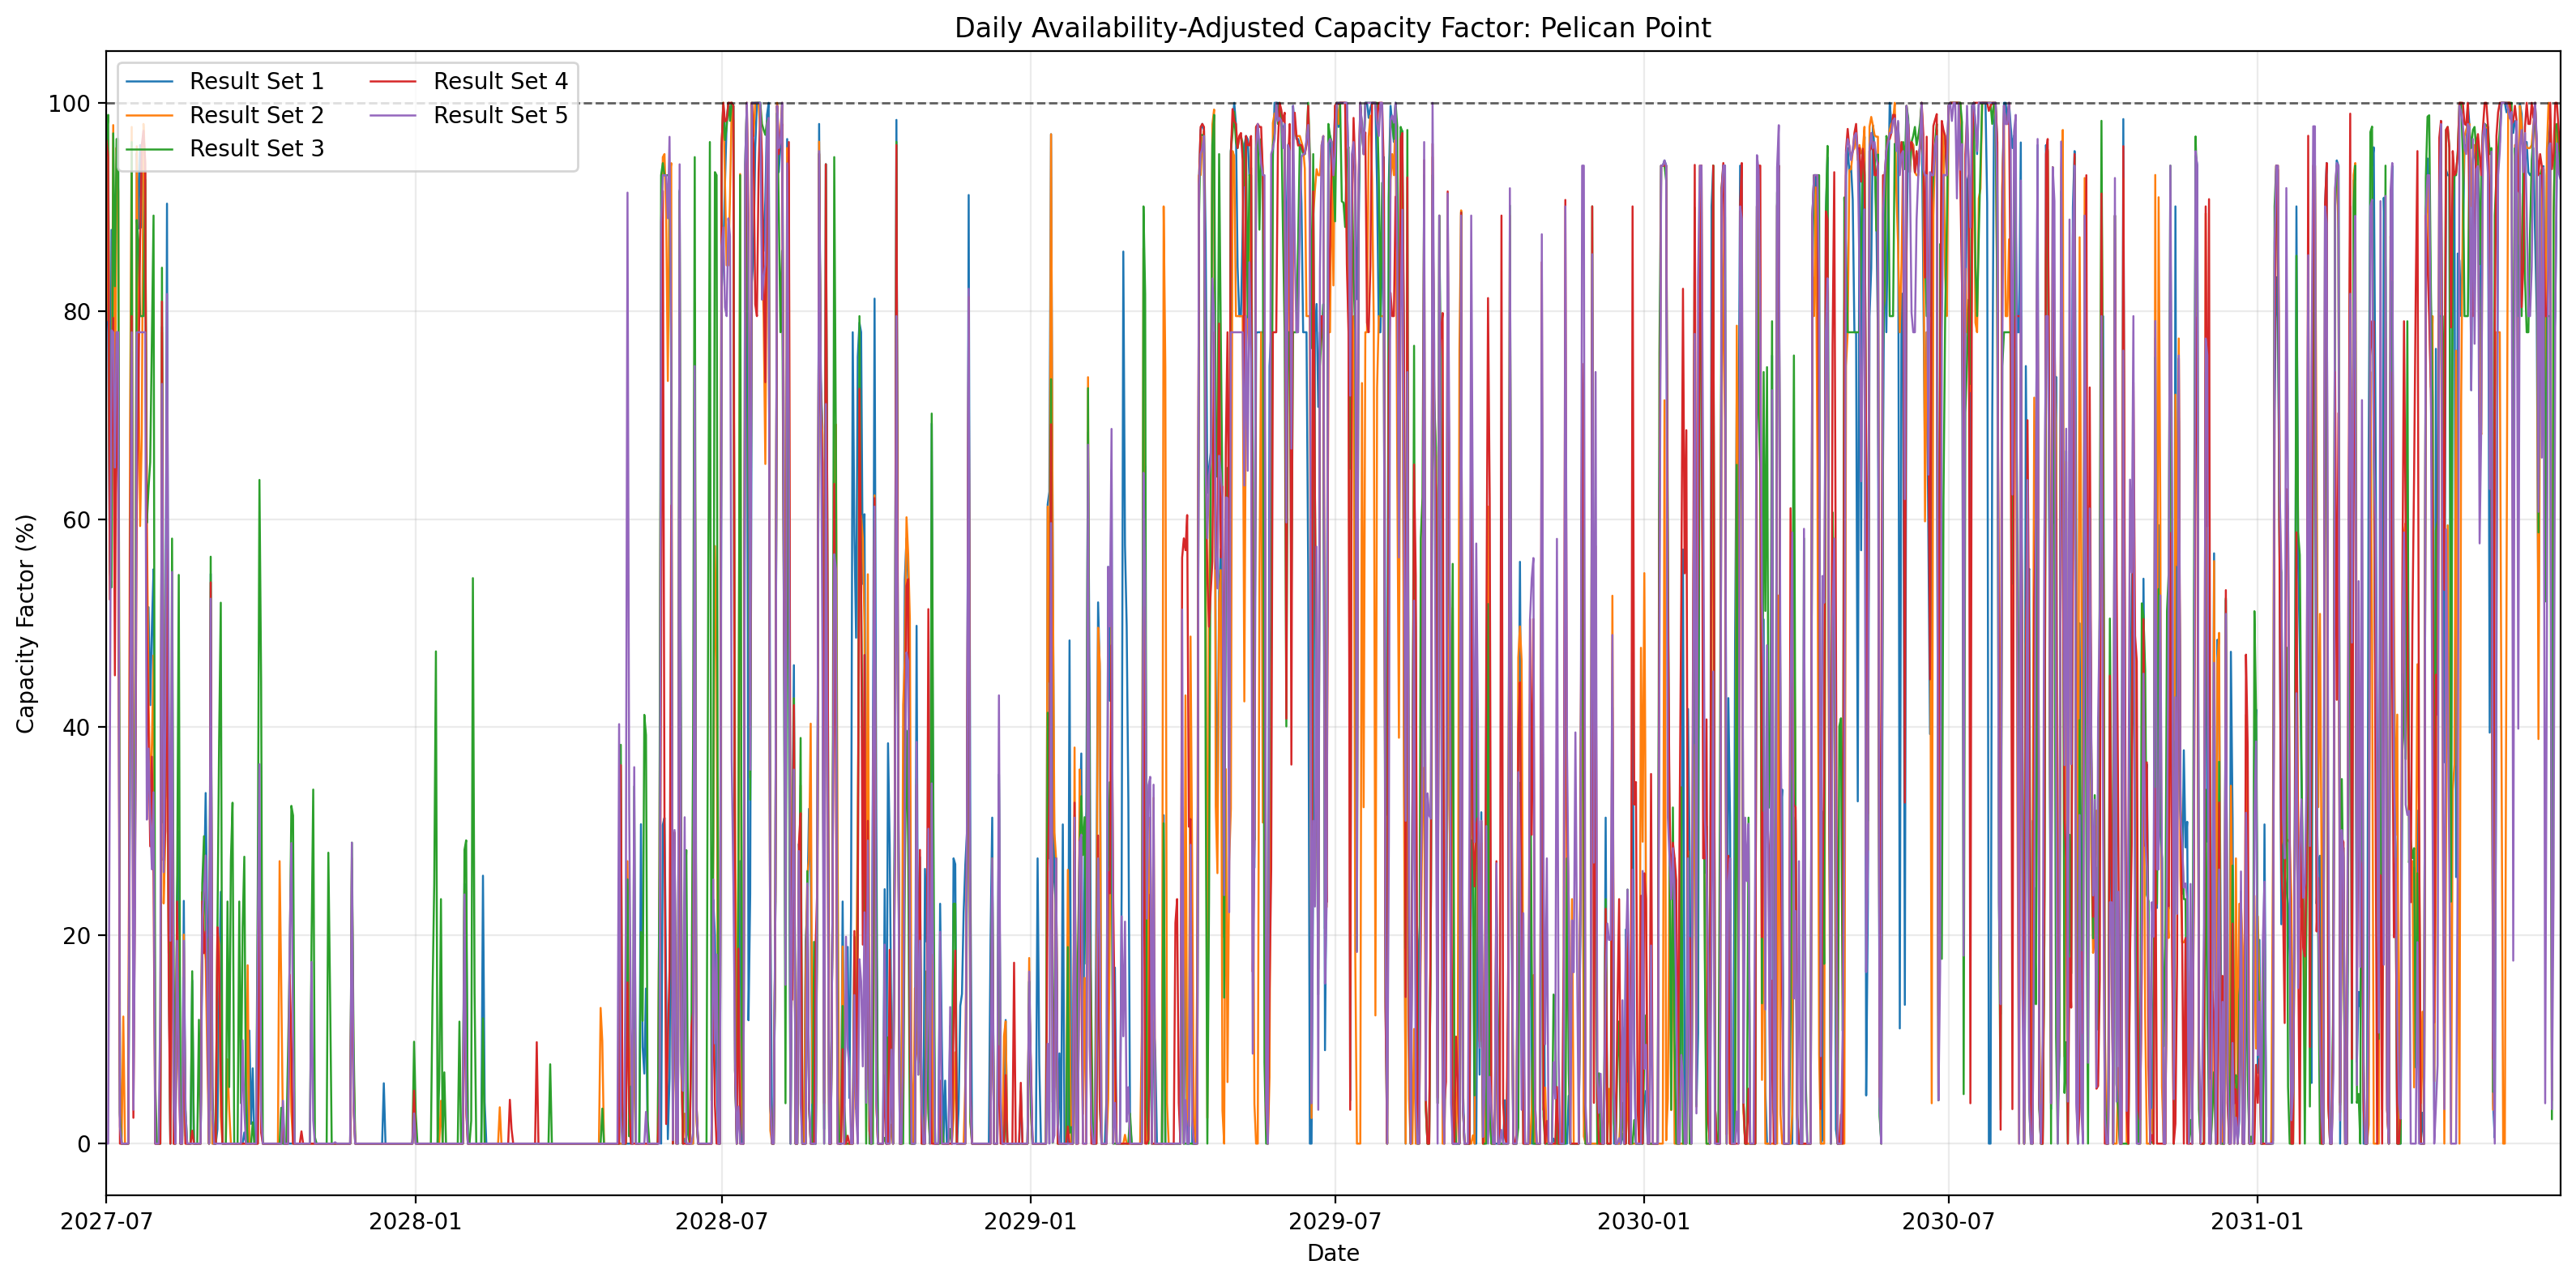 Daily Availability-Adjusted Capacity Factor: Pelican Point
Result Set 1
Result Set 2
Result Set 3
Result Set 4
Result Set 5
100
80
60
40
20
0
Capacity Factor (%)
2027-07
2028-01
2028-07
2029-01
2029-07
2030-01
2030-07
2031-01
Date